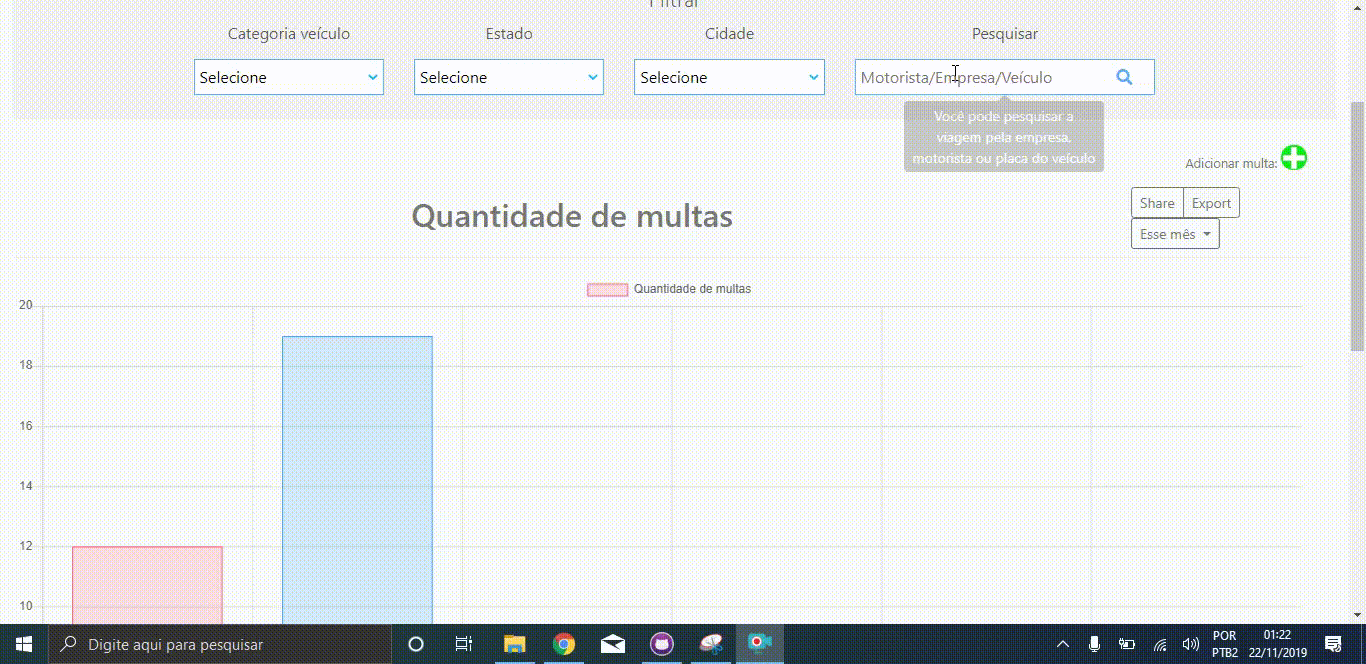 Filtrar
Categoria veículo
Estado
Cidade
Pesquisar
Selecione
Selecione
Selecione
Motorista/Empresa/Veículo
Você pode pesquisar a
viagem pela empresa,
motorista ou placa do veículo
Adicionar multa:
Share
Export
Quantidade de multas
Esse mês
Quantidade de multas
20
18
16
14
12
10
Digite aqui para pesquisar
POR
PTB2
01:22
22/11/2019